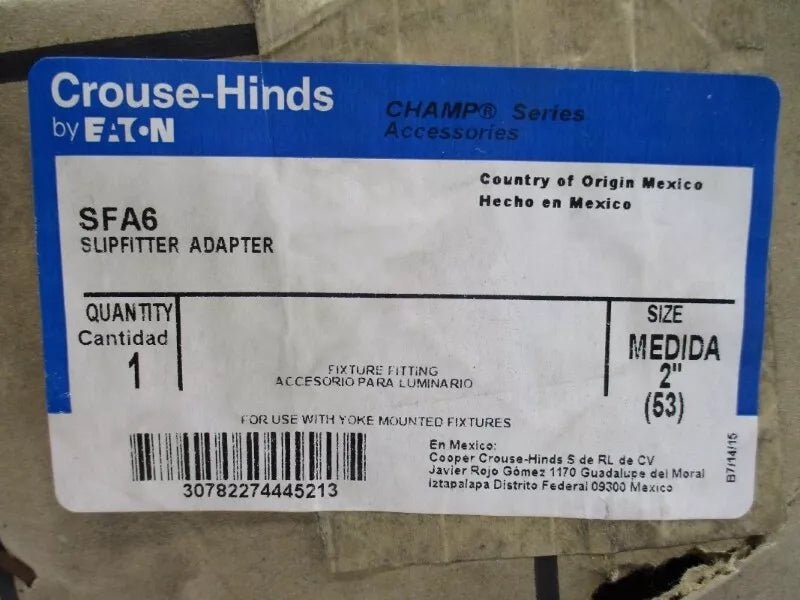 Crouse-Hinds
by EATON
CHAMP® Series
Accessories
Country of Origin Mexico
Hecho en Mexico
SFA6
SLIPFITTER ADAPTER
QUANTITY
Cantidad
1
FIXTURE FITTING
ACCESORIO PARA LUMINARIO
SIZE
MEDIDA
2"
(53)
FOR USE WITH YOKE MOUNTED FIXTURES
30782274445213
En Mexico:
Cooper Crouse-Hinds S de RL de CV
Javier Rojo Gómez 1170 Guadalupe del Moral
Iztapalapa Distrito Federal 09300 Mexico
B7/14/15